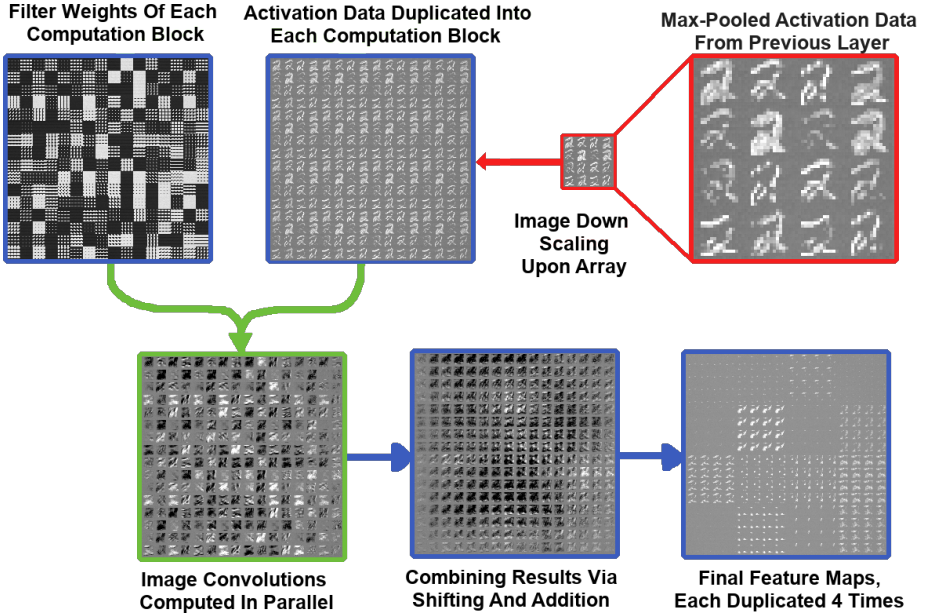 Filter Weights Of Each
Computation Block
Activation Data Duplicated Into
Each Computation Block
Max-Pooled Activation Data
From Previous Layer
Image Down
Scaling
Upon Array
Image Convolutions
Computed In Parallel
Combining Results Via
Shifting And Addition
Final Feature Maps,
Each Duplicated 4 Times